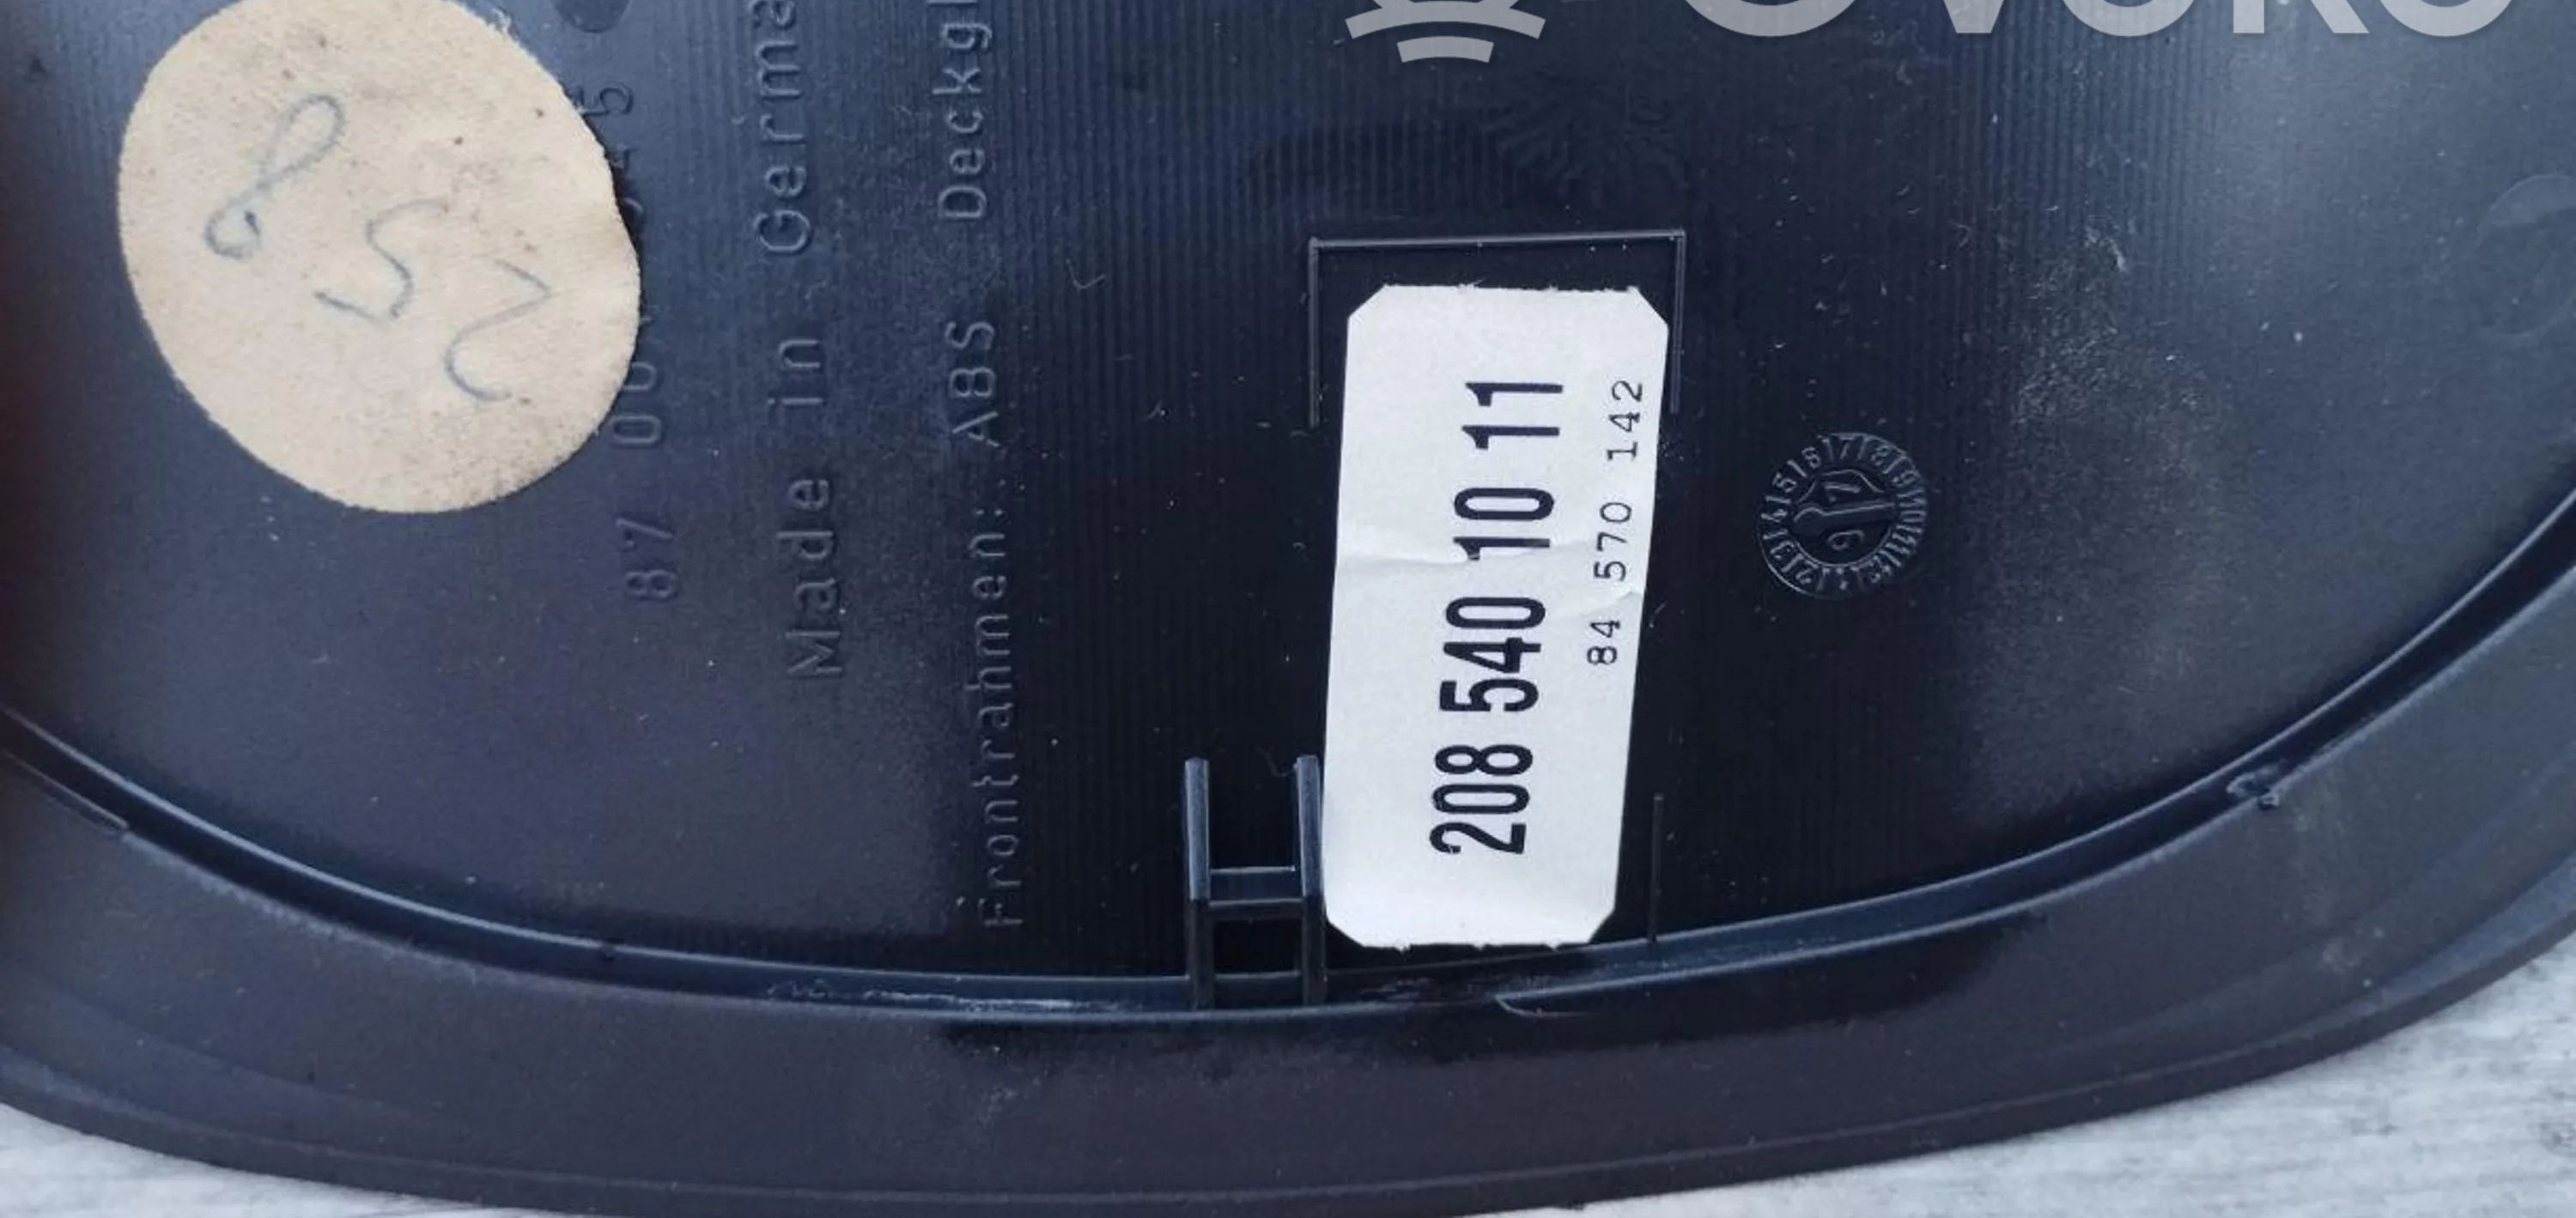 852
87 00
Made in Germa
Frontrahmen: ABS Deckgl
208 540 10 11
84 570 142